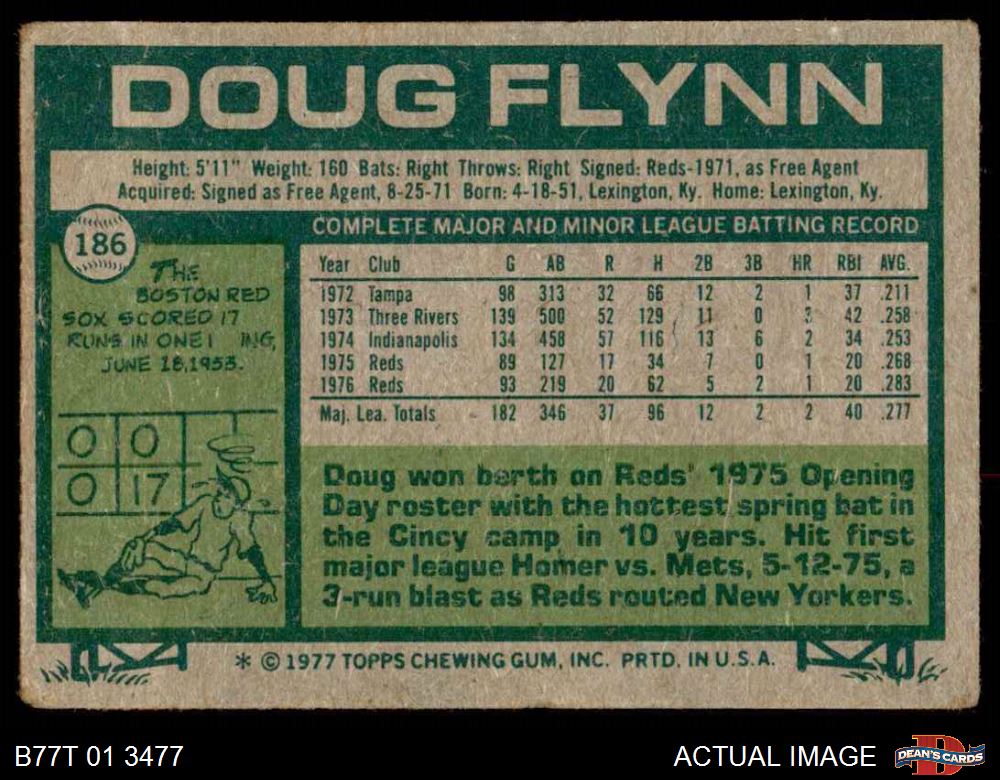 DOUG FLYNN
Height: 5'11" Weight: 160 Bats: Right Throws: Right Signed: Reds-1971, as Free Agent
Acquired: Signed as Free Agent, 8-25-71 Born: 4-18-51, Lexington, Ky. Home: Lexington, Ky.
186
THE
BOSTON RED
SOX SCORED 17
RUNS IN ONE I NG,
JUNE 18, 1953.
0 0
0 17
COMPLETE MAJOR AND MINOR LEAGUE BATTING RECORD
Year Club G AB R H 2B 3B HR RBI AVG.
1972 Tampa 98 313 32 66 12 2 1 37 .211
1973 Three Rivers 139 500 52 129 11 0 3 42 .258
1974 Indianapolis 134 458 57 116 13 6 2 34 .253
1975 Reds 89 127 17 34 7 0 1 20 .268
1976 Reds 93 219 20 62 5 2 1 20 .283
Maj. Lea. Totals 182 346 37 96 12 2 2 40 .277
Doug won berth on Reds' 1975 Opening
Day roster with the hottest spring bat in
the Cincy camp in 10 years. Hit first
major league Homer vs. Mets, 5-12-75, a
3-run blast as Reds routed New Yorkers.
* © 1977 TOPPS CHEWING GUM, INC. PRTD. IN U.S.A.
B77T 01 3477
ACTUAL IMAGE
D
DEAN'S CARDS